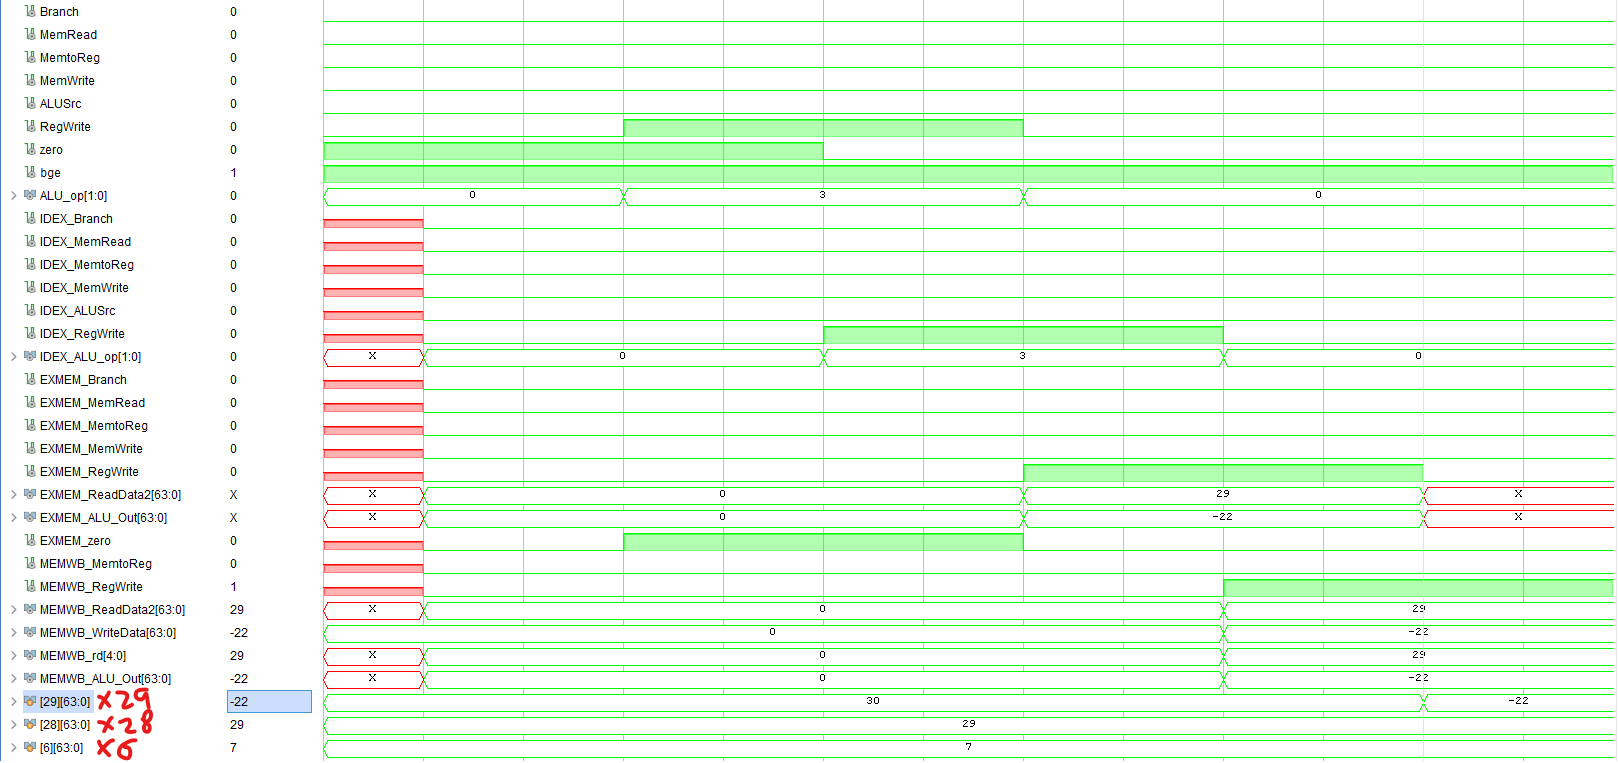 Branch 0
MemRead 0
MemtoReg 0
MemWrite 0
ALUSrc 0
RegWrite 0
zero 0
bge 1
ALU_op[1:0] 0 0 3 0
IDEX_Branch 0
IDEX_MemRead 0
IDEX_MemtoReg 0
IDEX_MemWrite 0
IDEX_ALUSrc 0
IDEX_RegWrite 0
IDEX_ALU_op[1:0] 0 X 0 3 0
EXMEM_Branch 0
EXMEM_MemRead 0
EXMEM_MemtoReg 0
EXMEM_MemWrite 0
EXMEM_RegWrite 0
EXMEM_ReadData2[63:0] X X 0 29 X
EXMEM_ALU_Out[63:0] X X 0 -22 X
EXMEM_zero 0
MEMWB_MemtoReg 0
MEMWB_RegWrite 1
MEMWB_ReadData2[63:0] 29 X 0 29
MEMWB_WriteData[63:0] -22 0 -22
MEMWB_rd[4:0] 29 X 0 29
MEMWB_ALU_Out[63:0] -22 X 0 -22
[29][63:0] X29 -22 30 -22
[28][63:0] X28 29 29
[6][63:0] X6 7 7